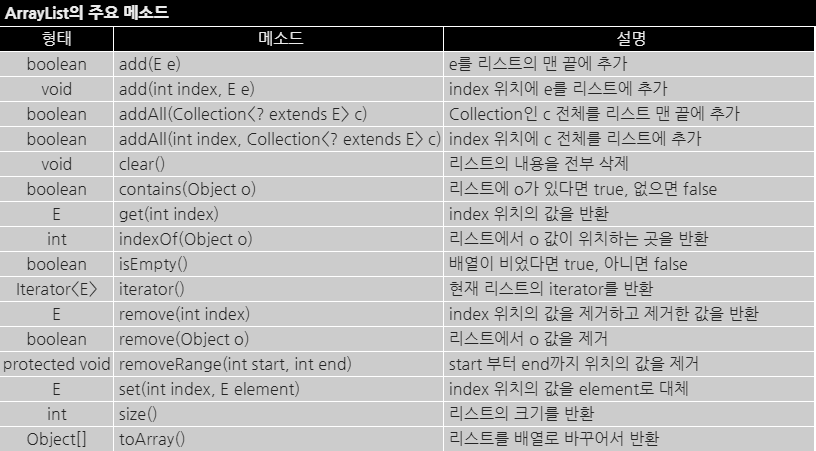 ArrayList의 주요 메소드
형태 메소드 설명
boolean add(E e) e를 리스트의 맨 끝에 추가
void add(int index, E e) index 위치에 e를 리스트에 추가
boolean addAll(Collection<? extends E> c) Collection인 c 전체를 리스트 맨 끝에 추가
boolean addAll(int index, Collection<? extends E> c) index 위치에 c 전체를 리스트에 추가
void clear() 리스트의 내용을 전부 삭제
boolean contains(Object o) 리스트에 o가 있다면 true, 없으면 false
E get(int index) index 위치의 값을 반환
int indexOf(Object o) 리스트에서 o 값이 위치하는 곳을 반환
boolean isEmpty() 배열이 비었다면 true, 아니면 false
Iterator<E> iterator() 현재 리스트의 iterator를 반환
E remove(int index) index 위치의 값을 제거하고 제거한 값을 반환
boolean remove(Object o) 리스트에서 o 값을 제거
protected void removeRange(int start, int end) start 부터 end까지 위치의 값을 제거
E set(int index, E element) index 위치의 값을 element로 대체
int size() 리스트의 크기를 반환
Object[] toArray() 리스트를 배열로 바꾸어서 반환